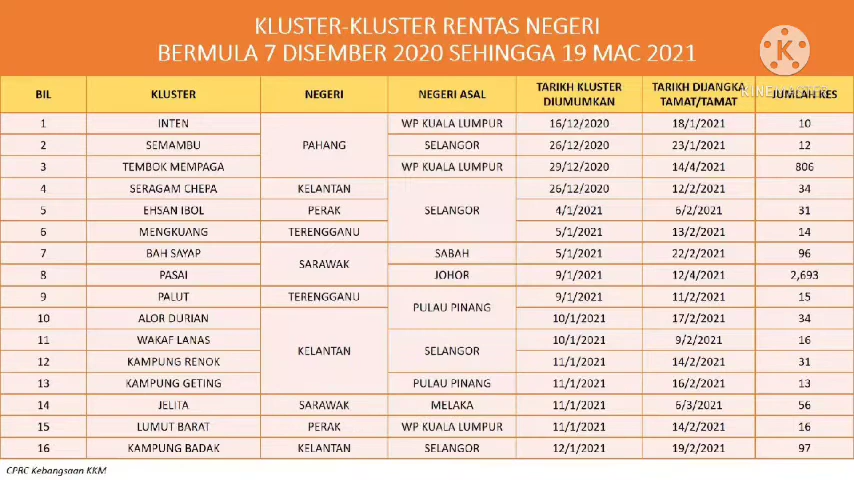 KLUSTER-KLUSTER RENTAS NEGERI
BERMULA 7 DISEMBER 2020 SEHINGGA 19 MAC 2021
K
KINEMASTER
BIL KLUSTER NEGERI NEGERI ASAL TARIKH KLUSTER DIUMUMKAN TARIKH DIJANGKA TAMAT/TAMAT JUMLAH KES
1 INTEN PAHANG WP KUALA LUMPUR 16/12/2020 18/1/2021 10
2 SEMAMBU SELANGOR 26/12/2020 23/1/2021 12
3 TEMBOK MEMPAGA WP KUALA LUMPUR 29/12/2020 14/4/2021 806
4 SERAGAM CHEPA KELANTAN SELANGOR 26/12/2020 12/2/2021 34
5 EHSAN IBOL PERAK 4/1/2021 6/2/2021 31
6 MENGKUANG TERENGGANU 5/1/2021 13/2/2021 14
7 BAH SAYAP SARAWAK SABAH 5/1/2021 22/2/2021 96
8 PASAI JOHOR 9/1/2021 12/4/2021 2,693
9 PALUT TERENGGANU PULAU PINANG 9/1/2021 11/2/2021 15
10 ALOR DURIAN KELANTAN 10/1/2021 17/2/2021 34
11 WAKAF LANAS SELANGOR 10/1/2021 9/2/2021 16
12 KAMPUNG RENOK 11/1/2021 14/2/2021 31
13 KAMPUNG GETING PULAU PINANG 11/1/2021 16/2/2021 13
14 JELITA SARAWAK MELAKA 11/1/2021 6/3/2021 56
15 LUMUT BARAT PERAK WP KUALA LUMPUR 11/1/2021 14/2/2021 16
16 KAMPUNG BADAK KELANTAN SELANGOR 12/1/2021 19/2/2021 97
CPRC Kebangsaan KKM